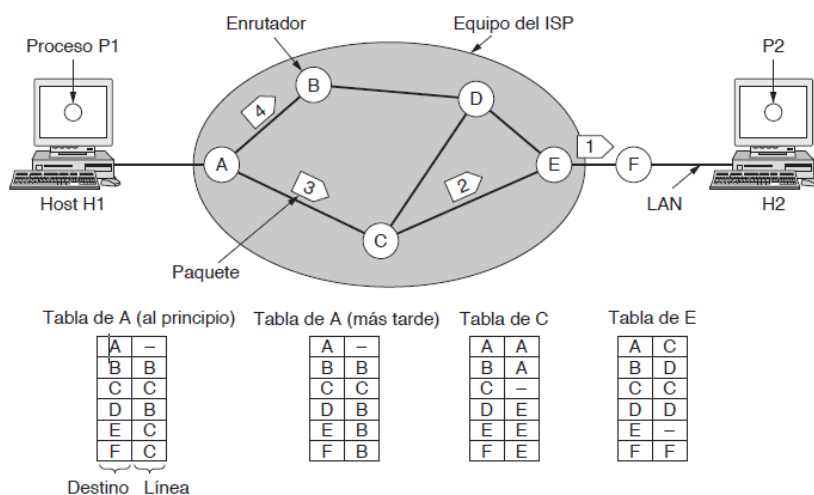 Proceso P1
Enrutador
Equipo del ISP
P2
B
D
4
A
3
2
E
1
F
C
Host H1
Paquete
LAN
H2
Tabla de A (al principio)
A –
B B
C C
D B
E C
F C
Destino Línea
Tabla de A (más tarde)
A –
B B
C C
D B
E B
F B
Tabla de C
A A
B A
C –
D E
E E
F E
Tabla de E
A C
B D
C C
D D
E –
F F